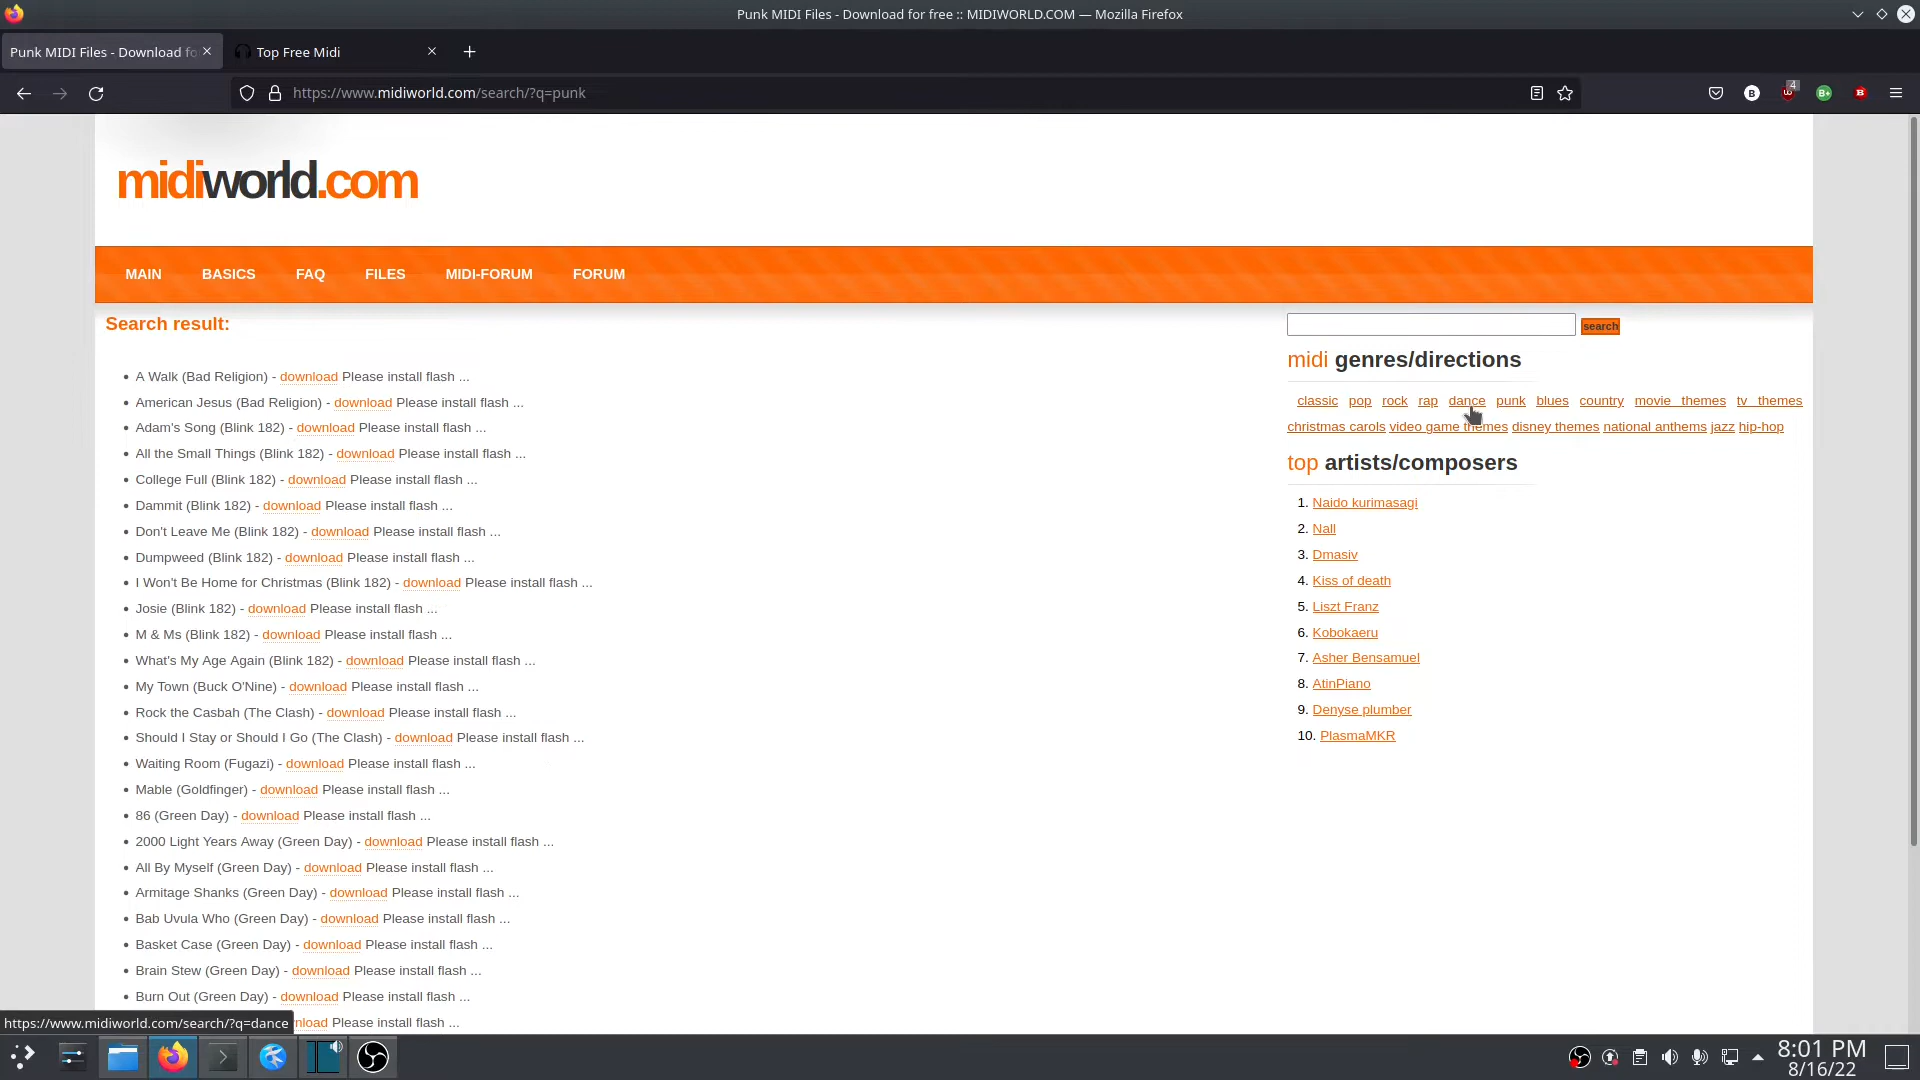 Punk MIDI Files - Download for free :: MIDIWORLD.COM — Mozilla Firefox
Punk MIDI Files - Download fo
Top Free Midi
https://www.midiworld.com/search/?q=punk
4
midiworld.com
MAIN BASICS FAQ FILES MIDI-FORUM FORUM
Search result:
A Walk (Bad Religion) - download Please install flash ...
American Jesus (Bad Religion) - download Please install flash ...
Adam's Song (Blink 182) - download Please install flash ...
All the Small Things (Blink 182) - download Please install flash ...
College Full (Blink 182) - download Please install flash ...
Dammit (Blink 182) - download Please install flash ...
Don't Leave Me (Blink 182) - download Please install flash ...
Dumpweed (Blink 182) - download Please install flash ...
I Won't Be Home for Christmas (Blink 182) - download Please install flash ...
Josie (Blink 182) - download Please install flash ...
M & Ms (Blink 182) - download Please install flash ...
What's My Age Again (Blink 182) - download Please install flash ...
My Town (Buck O'Nine) - download Please install flash ...
Rock the Casbah (The Clash) - download Please install flash ...
Should I Stay or Should I Go (The Clash) - download Please install flash ...
Waiting Room (Fugazi) - download Please install flash ...
Mable (Goldfinger) - download Please install flash ...
86 (Green Day) - download Please install flash ...
2000 Light Years Away (Green Day) - download Please install flash ...
All By Myself (Green Day) - download Please install flash ...
Armitage Shanks (Green Day) - download Please install flash ...
Bab Uvula Who (Green Day) - download Please install flash ...
Basket Case (Green Day) - download Please install flash ...
Brain Stew (Green Day) - download Please install flash ...
Burn Out (Green Day) - download Please install flash ...
nload Please install flash ...
search
midi genres/directions
classic pop rock rap dance punk blues country movie themes tv themes
christmas carols video game themes disney themes national anthems jazz hip-hop
top artists/composers
1. Naido kurimasagi
2. Nall
3. Dmasiv
4. Kiss of death
5. Liszt Franz
6. Kobokaeru
7. Asher Bensamuel
8. AtinPiano
9. Denyse plumber
10. PlasmaMKR
https://www.midiworld.com/search/?q=dance
8:01 PM
8/16/22